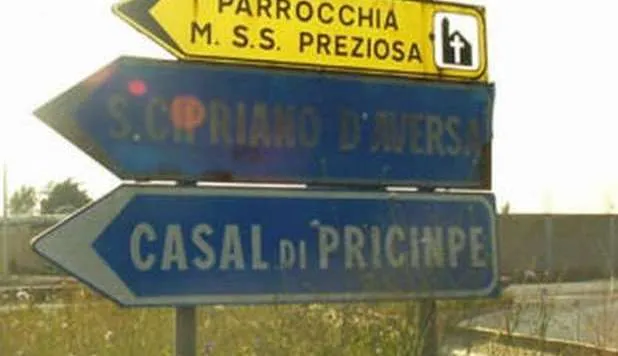 PARROCCHIA
M. S.S. PREZIOSA
S. CIPRIANO D'AVERSA
CASAL DI PRICINPE